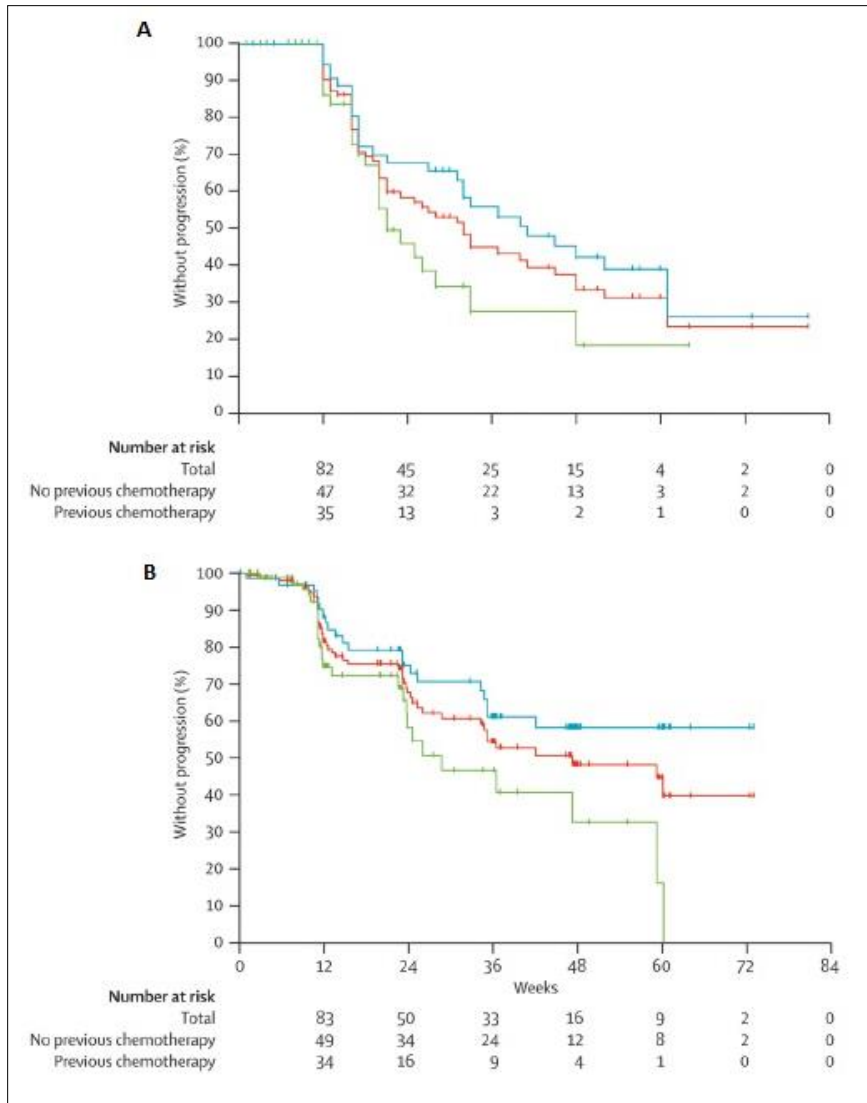 A
100
90
80
70
60
50
40
30
20
10
0
Without progression (%)
Number at risk
Total 82 45 25 15 4 2 0
No previous chemotherapy 47 32 22 13 3 2 0
Previous chemotherapy 35 13 3 2 1 0 0
B
100
90
80
70
60
50
40
30
20
10
0
Without progression (%)
0 12 24 36 48 60 72 84
Weeks
Number at risk
Total 83 50 33 16 9 2 0
No previous chemotherapy 49 34 24 12 8 2 0
Previous chemotherapy 34 16 9 4 1 0 0